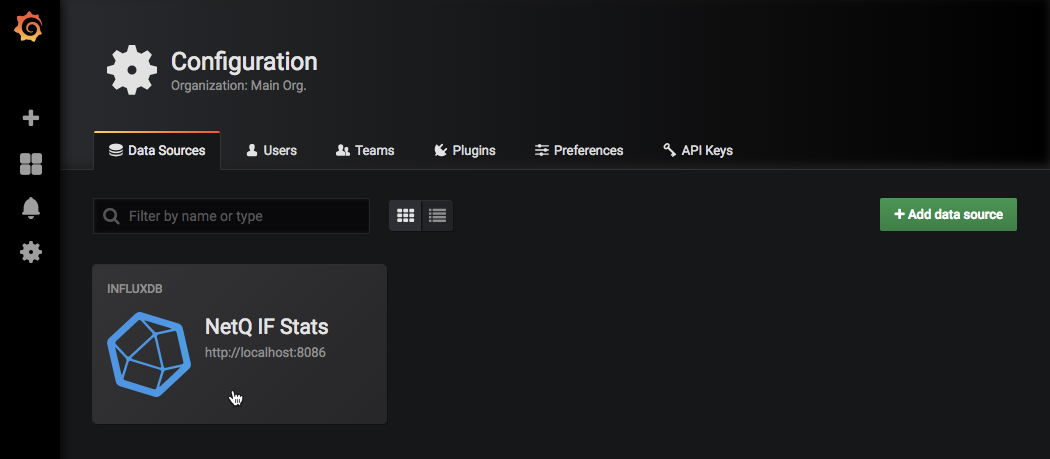 Configuration
Organization: Main Org.
Data Sources
Users
Teams
Plugins
Preferences
API Keys
Filter by name or type
+ Add data source
INFLUXDB
NetQ IF Stats
http://localhost:8086